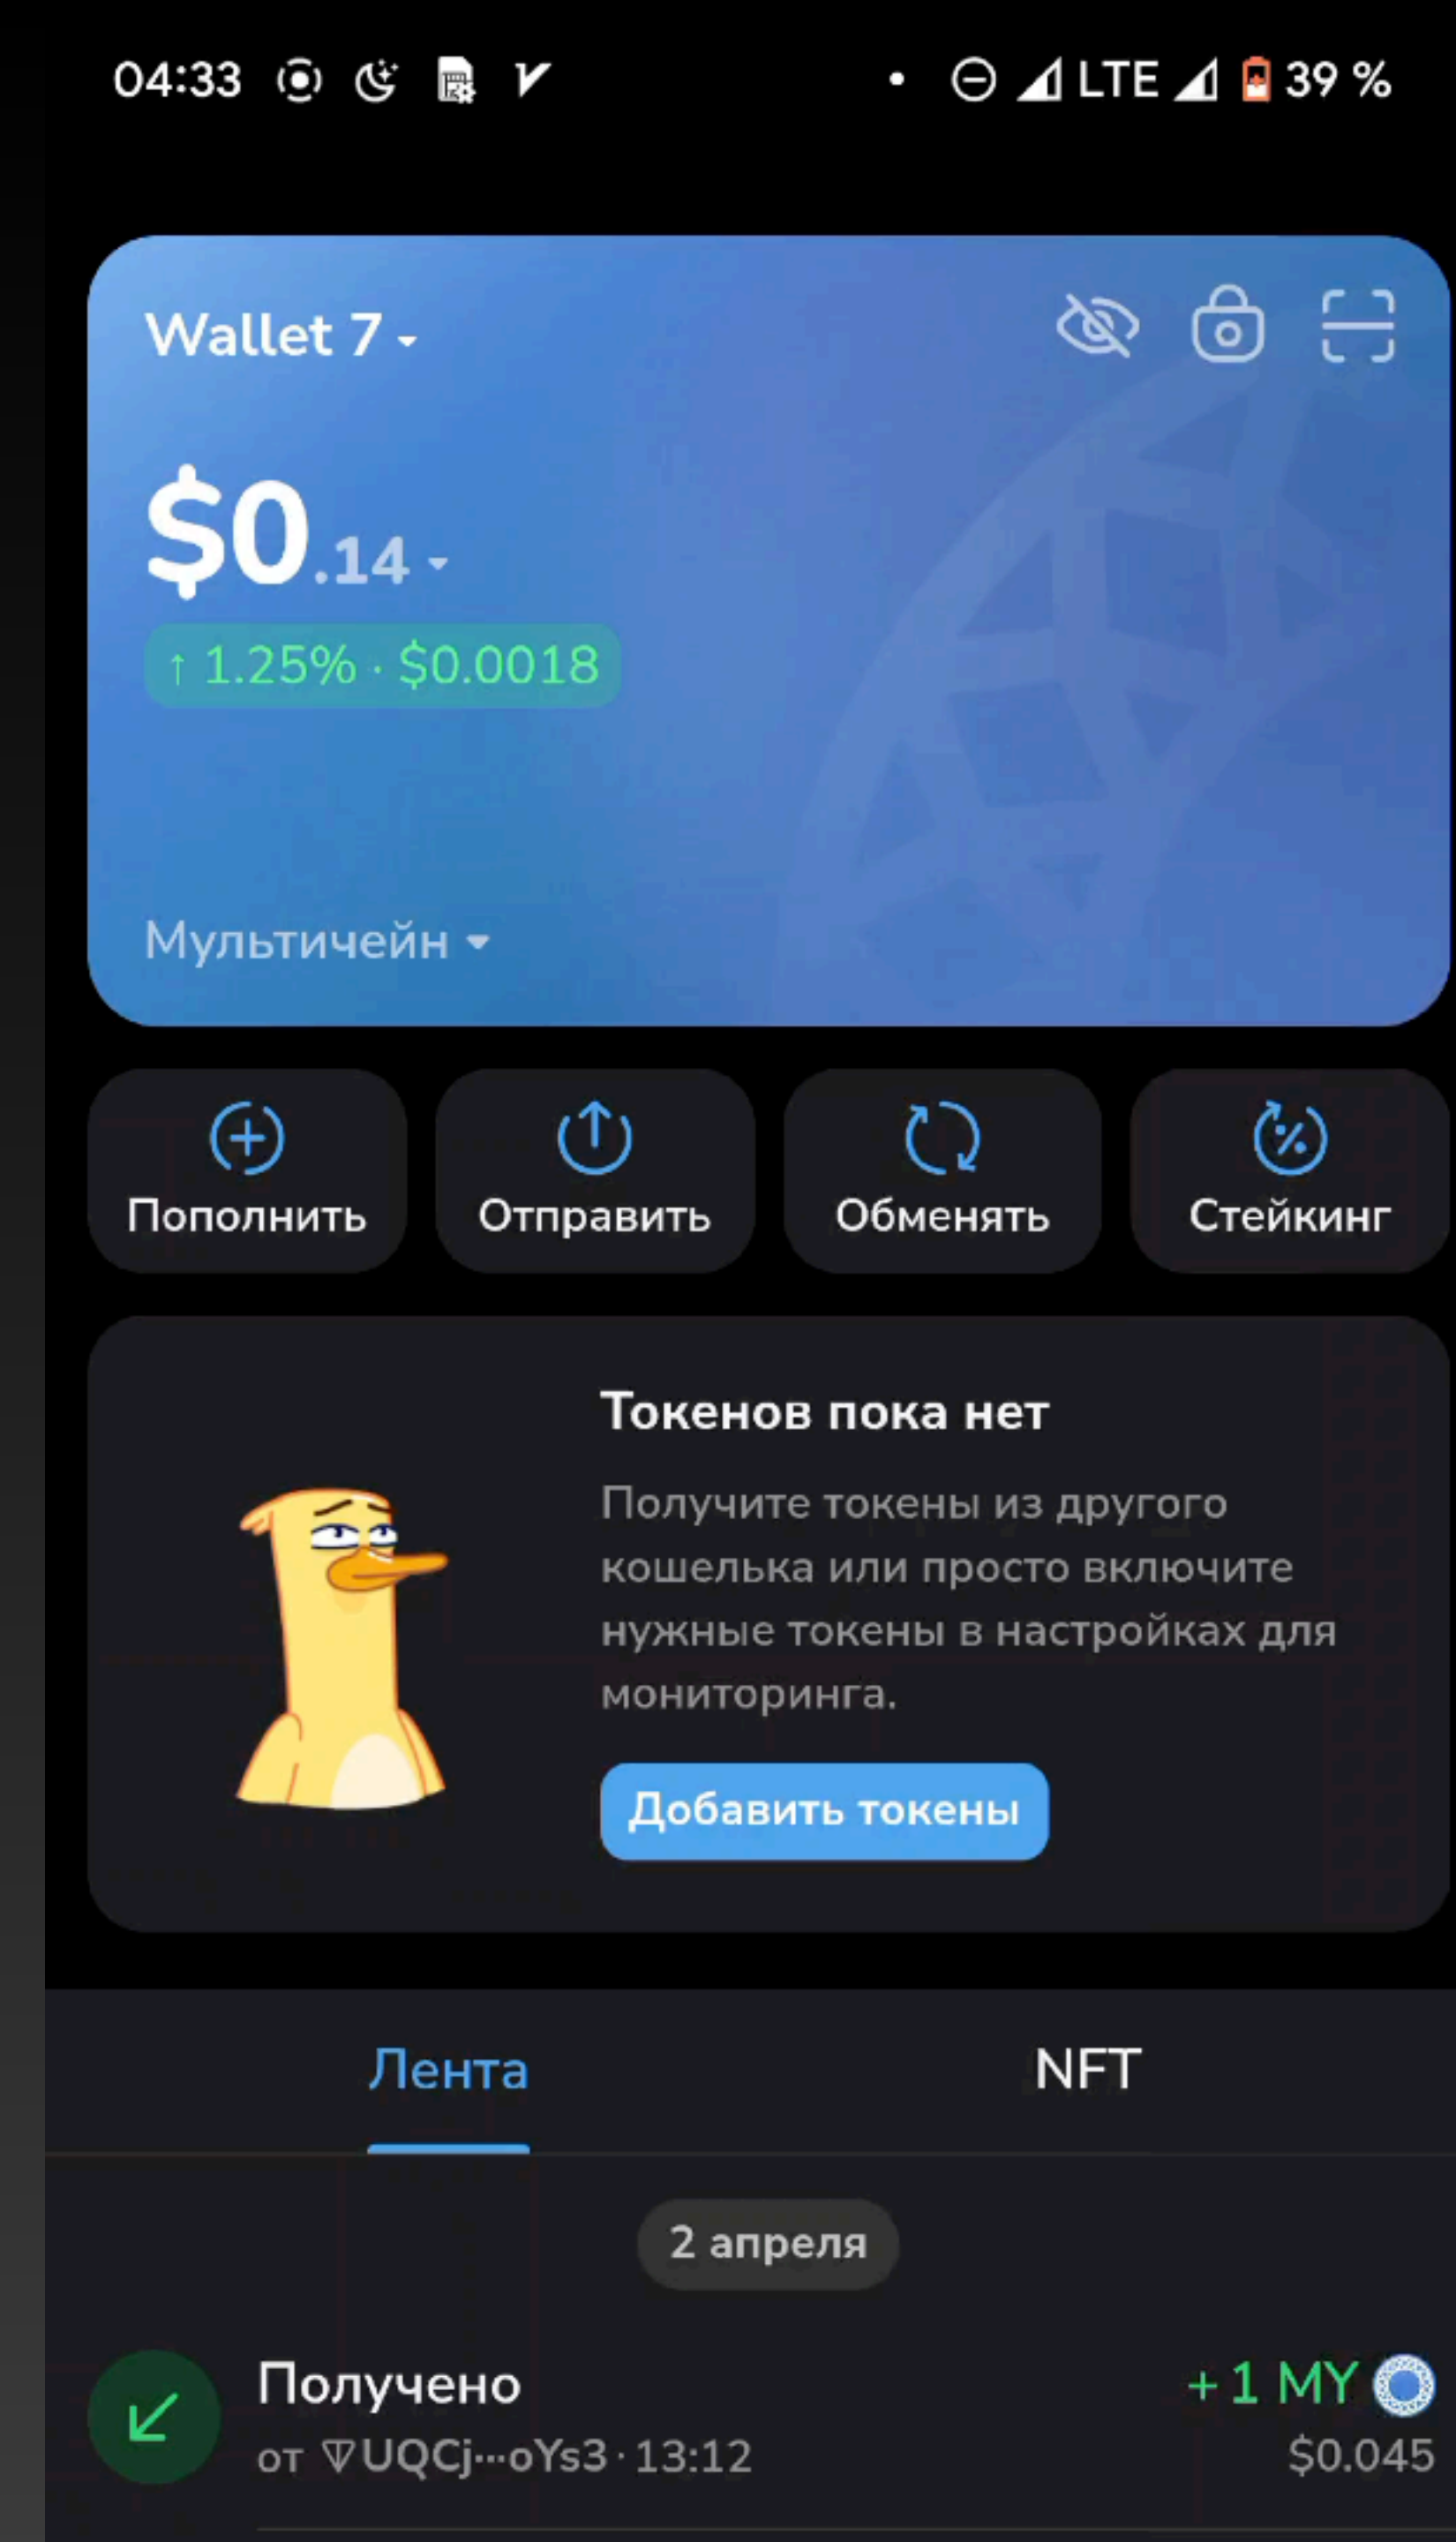 04:33 LTE 39 %
Wallet 7
$0.14
↑ 1.25% · $0.0018
Мультичейн
Пополнить Отправить Обменять Стейкинг
Токенов пока нет
Получите токены из другого
кошелька или просто включите
нужные токены в настройках для
мониторинга.
Добавить токены
Лента NFT
2 апреля
Получено +1 MY
от UQCj···oYs3 · 13:12 $0.045